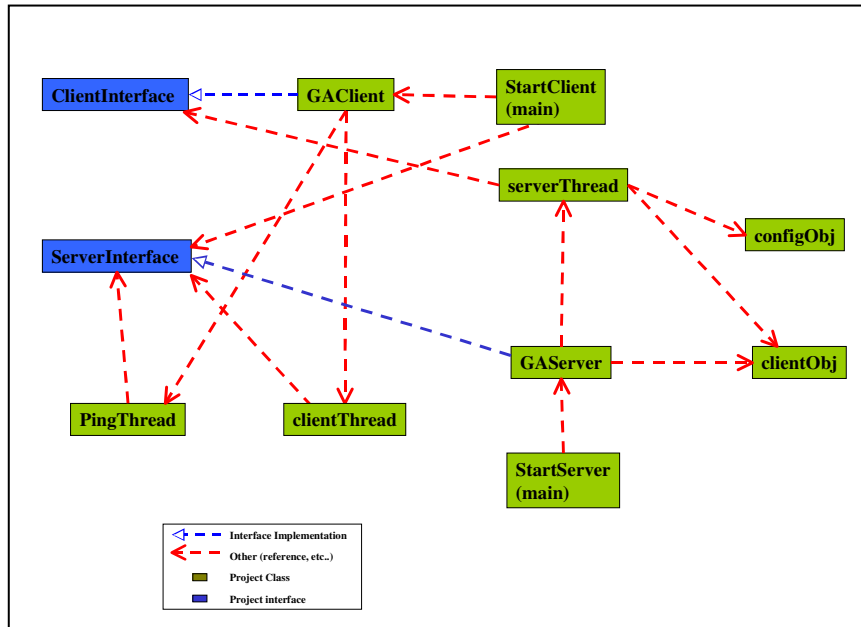 ClientInterface
GAClient
StartClient
(main)
serverThread
configObj
ServerInterface
GAServer
clientObj
PingThread
clientThread
StartServer
(main)
Interface Implementation
Other (reference, etc..)
Project Class
Project interface